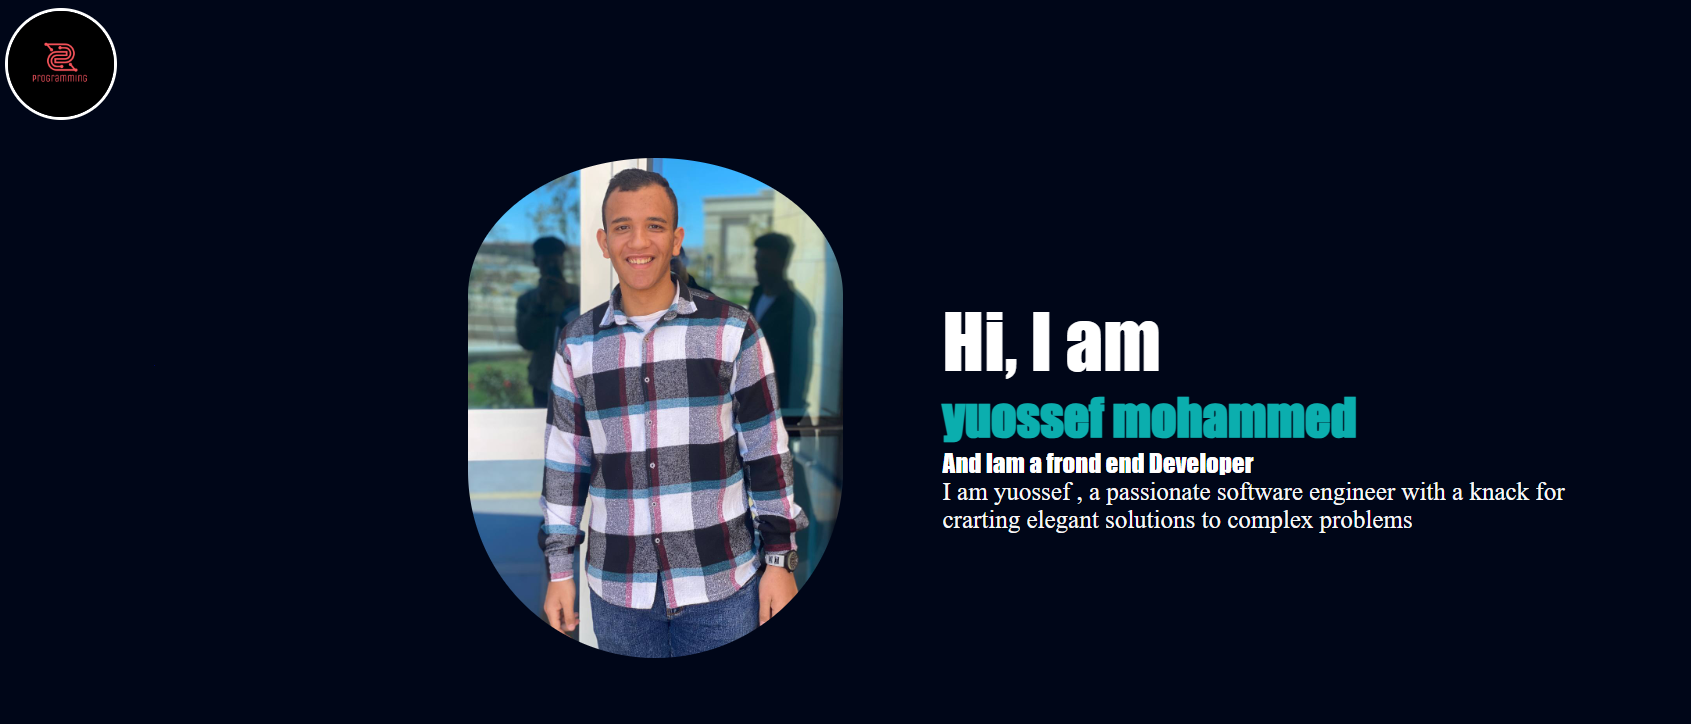 Programming
Hi, I am
yuossef mohammed
And Iam a frond end Developer
I am yuossef , a passionate software engineer with a knack for
crarting elegant solutions to complex problems